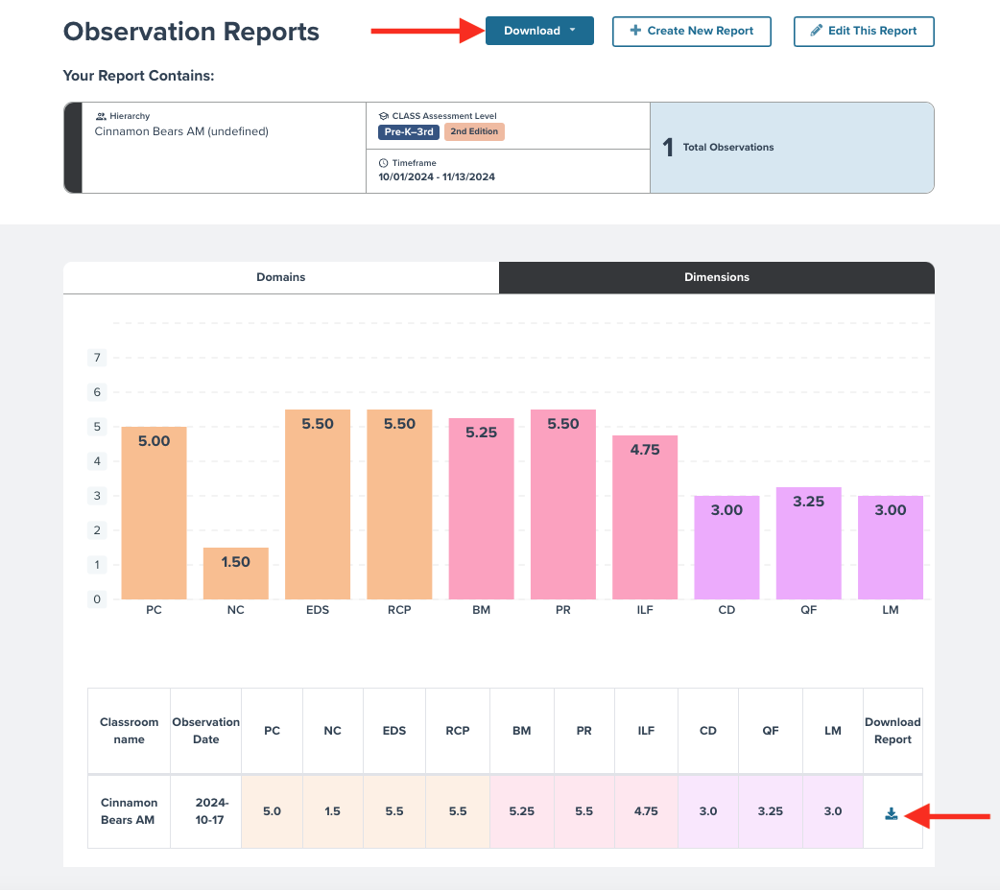 Observation Reports
Download
Create New Report
Edit This Report
Your Report Contains:
Hierarchy
Cinnamon Bears AM (undefined)
CLASS Assessment Level
Pre-K–3rd 2nd Edition
Timeframe
10/01/2024 - 11/13/2024
1 Total Observations
Domains
Dimensions
7
6
5
4
3
2
1
0
5.00
1.50
5.50
5.50
5.25
5.50
4.75
3.00
3.25
3.00
PC NC EDS RCP BM PR ILF CD QF LM
Classroom name
Observation Date
PC NC EDS RCP BM PR ILF CD QF LM
Download Report
Cinnamon Bears AM
2024-10-17
5.0 1.5 5.5 5.5 5.25 5.5 4.75 3.0 3.25 3.0